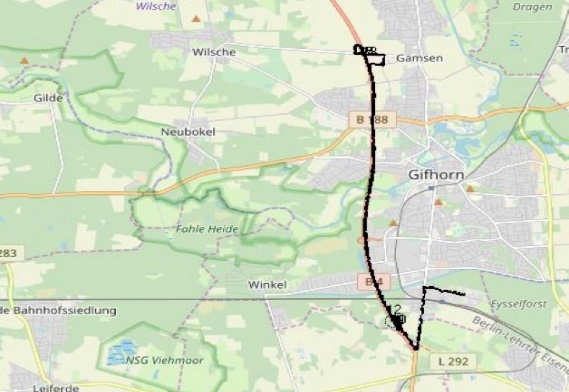 Wilsche
Dragen
Wilsche
Gamsen
Gilde
B 188
Neubokel
Gifhorn
Fahle Heide
283
B 4
Winkel
Eysselforst
de Bahnhofssiedlung
12
Berlin-Lehrter Eisen
NSG Viehmoor
L 292
Leiferde